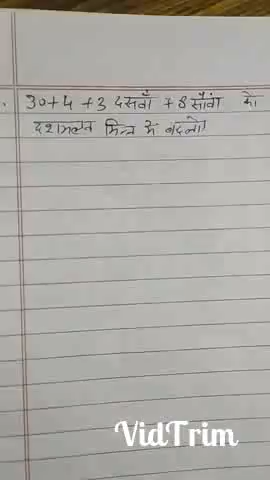 30+4 +3 दसवाँ +8 सौवां को
दशमलव भिन्न में बदलो
VidTrim